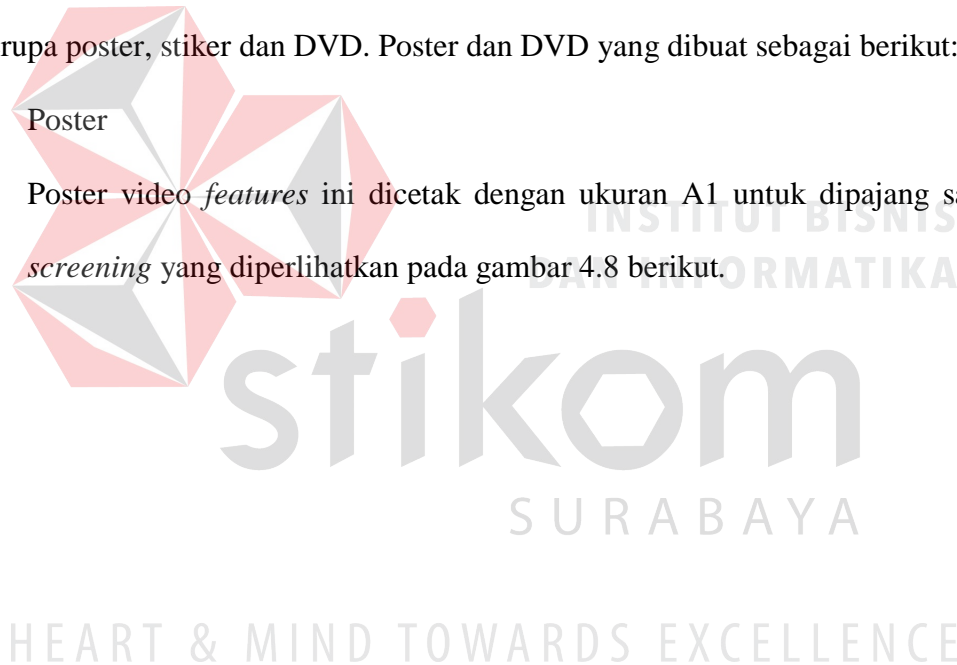 rupa poster, stiker dan DVD. Poster dan DVD yang dibuat sebagai berikut:
Poster
Poster video features ini dicetak dengan ukuran A1 untuk dipajang sa
INSTITUT BISNIS
screening yang diperlihatkan pada gambar 4.8 berikut.
DAN INFORMATIKA
stikom
SURABAYA
HEART & MIND TOWARDS EXCELLENCE